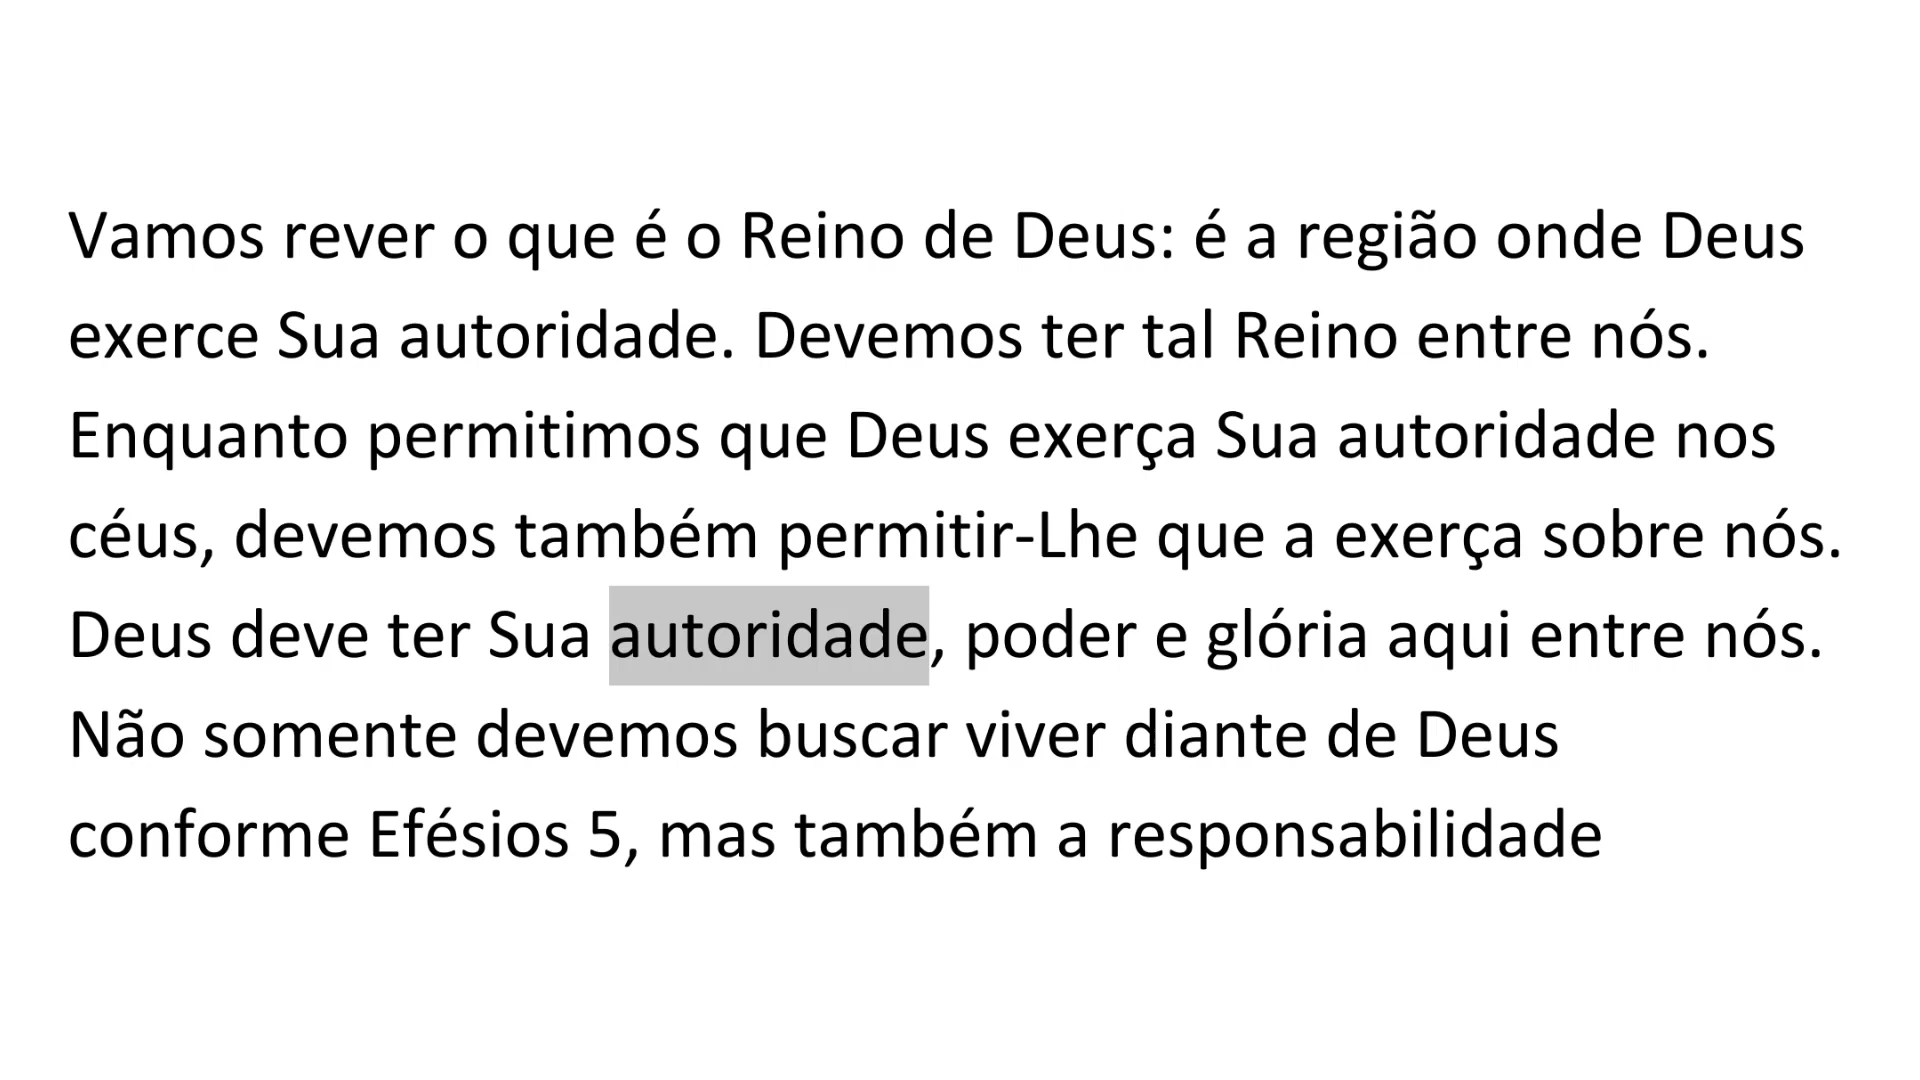 Vamos rever o que é o Reino de Deus: é a região onde Deus
exerce Sua autoridade. Devemos ter tal Reino entre nós.
Enquanto permitimos que Deus exerça Sua autoridade nos
céus, devemos também permitir-Lhe que a exerça sobre nós.
Deus deve ter Sua autoridade, poder e glória aqui entre nós.
Não somente devemos buscar viver diante de Deus
conforme Efésios 5, mas também a responsabilidade